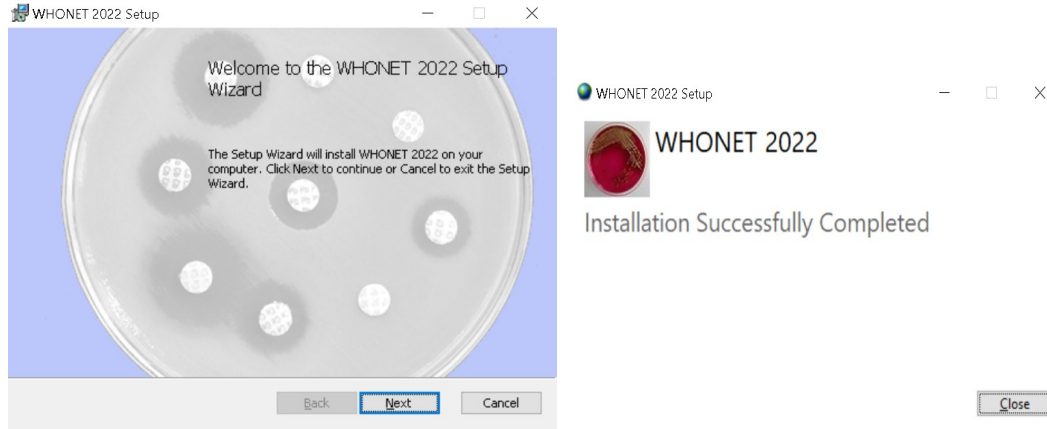 WHONET 2022 Setup
Welcome to the WHONET 2022 Setup
Wizard
The Setup Wizard will install WHONET 2022 on your
computer. Click Next to continue or Cancel to exit the Setup
Wizard.
Back Next Cancel
WHONET 2022 Setup
WHONET 2022
Installation Successfully Completed
Close